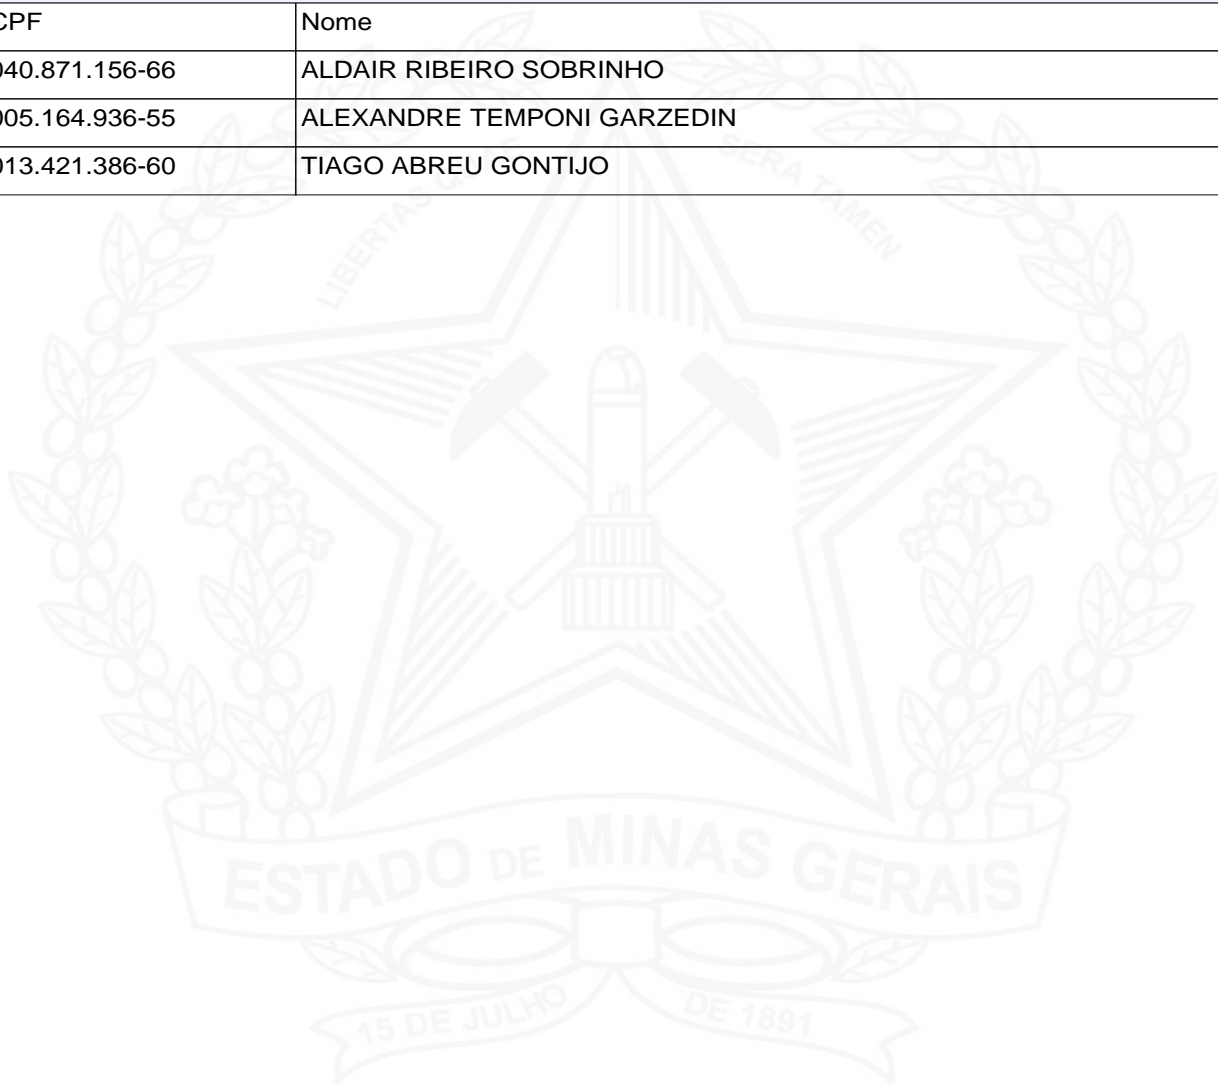 CPF Nome
040.871.156-66 ALDAIR RIBEIRO SOBRINHO
005.164.936-55 ALEXANDRE TEMPONI GARZEDIN
013.421.386-60 TIAGO ABREU GONTIJO
LIBERTAS QUE SERA TAMEN
ESTADO DE MINAS GERAIS
15 DE JULHO DE 1891